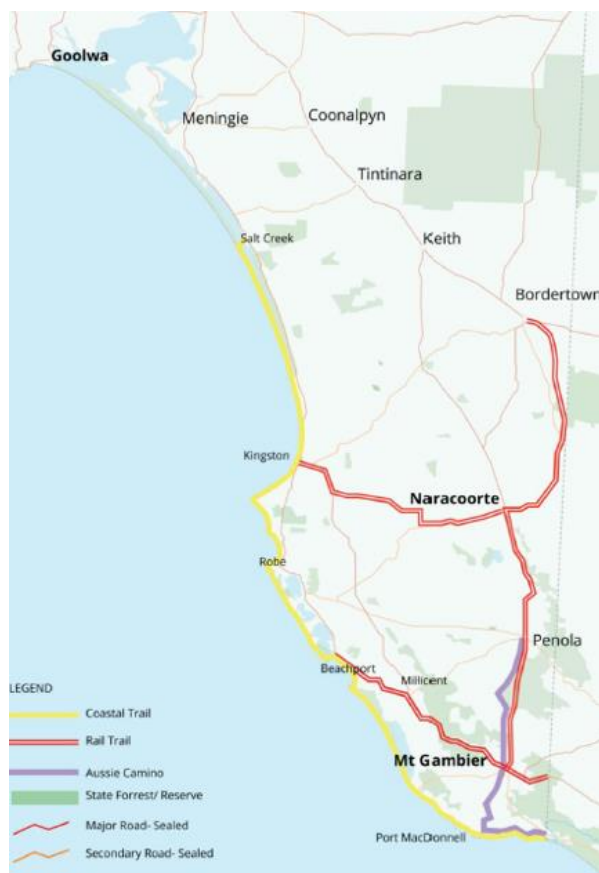 Goolwa
Meningie
Coonalpyn
Tintinara
Salt Creek
Keith
Bordertown
Kingston
Naracoorte
Robe
Penola
Beachport
Millicent
LEGEND
Coastal Trail
Rail Trail
Mt Gambier
Aussie Camino
State Forrest/ Reserve
Major Road- Sealed
Port MacDonnell
Secondary Road- Sealed